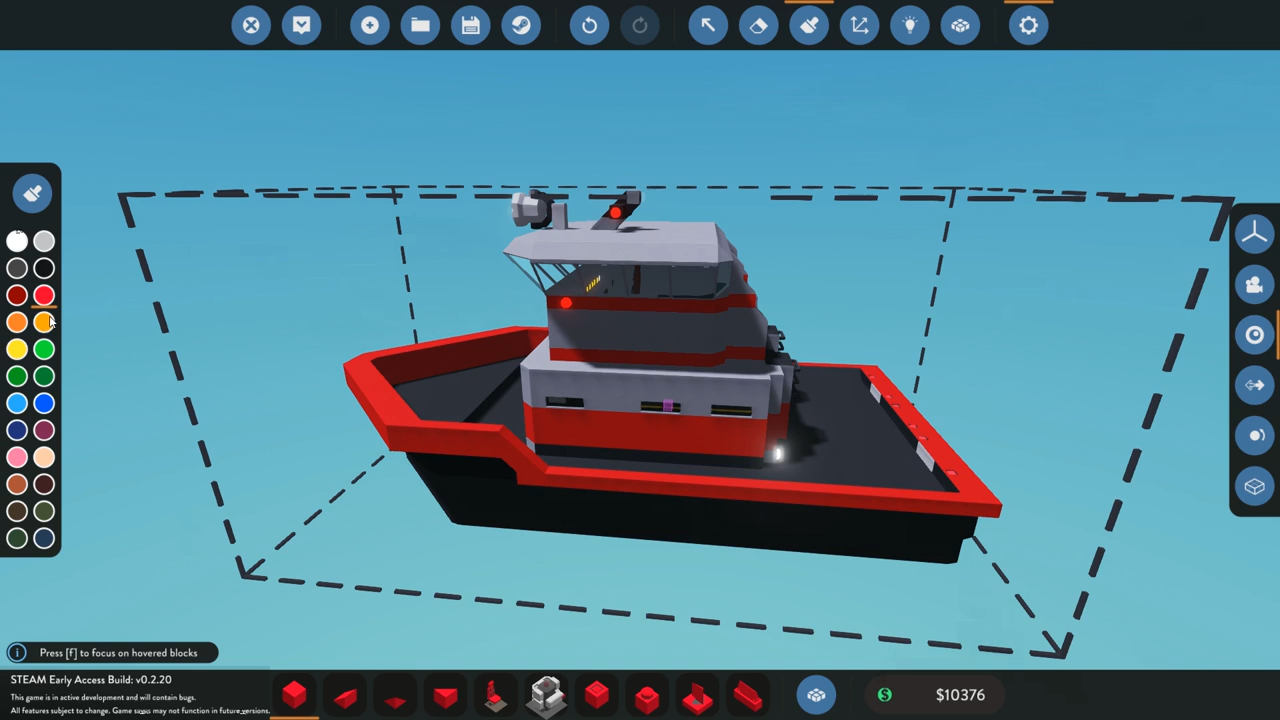 Press [f] to focus on hovered blocks
STEAM Early Access Build: v0.2.20
This game is in active development and will contain bugs.
All features subject to change. Game saves may not function in future versions.
$10376